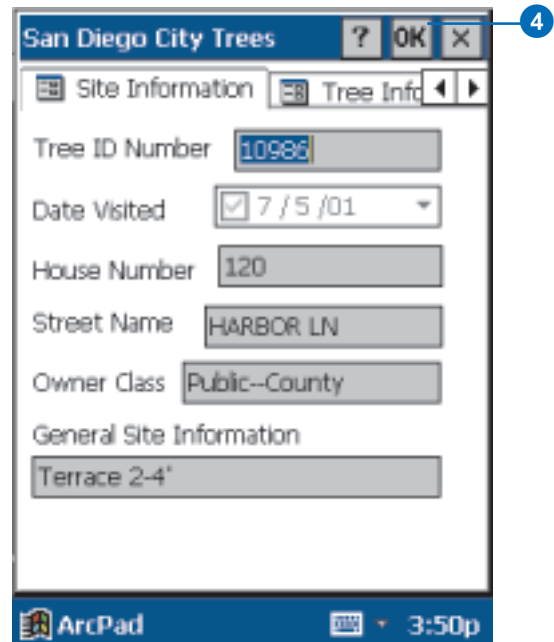 San Diego City Trees ? OK ×
4
Site Information Tree Info
Tree ID Number 10986
Date Visited 7 / 5 /01
House Number 120
Street Name HARBOR LN
Owner Class Public--County
General Site Information
Terrace 2-4'
ArcPad 3:50p